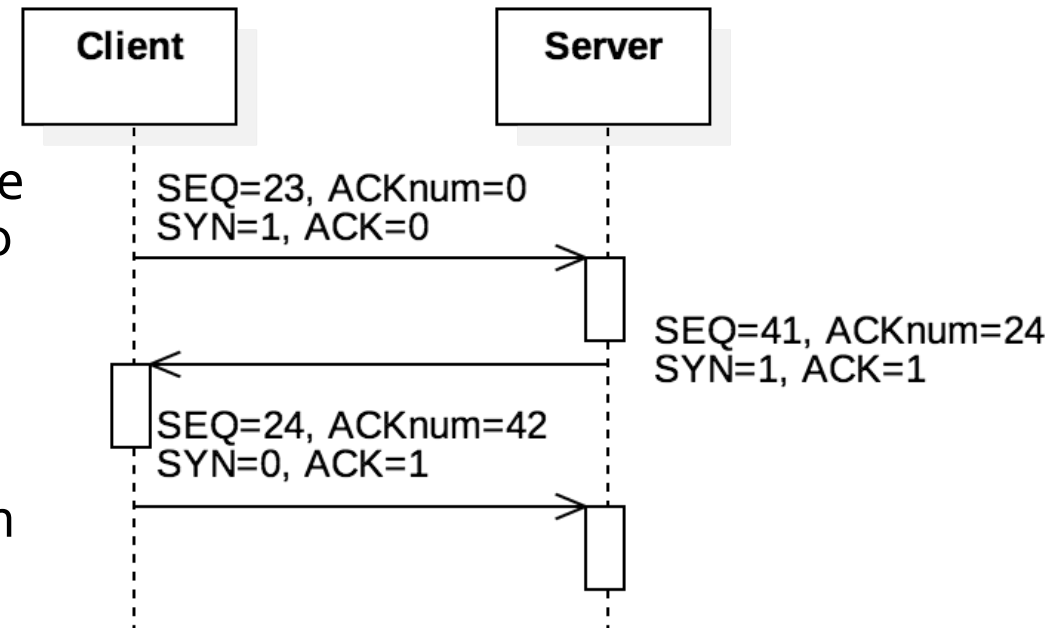 Client
Server
e
SEQ=23, ACKnum=0
o
SYN=1, ACK=0
SEQ=41, ACKnum=24
SYN=1, ACK=1
SEQ=24, ACKnum=42
SYN=0, ACK=1
n